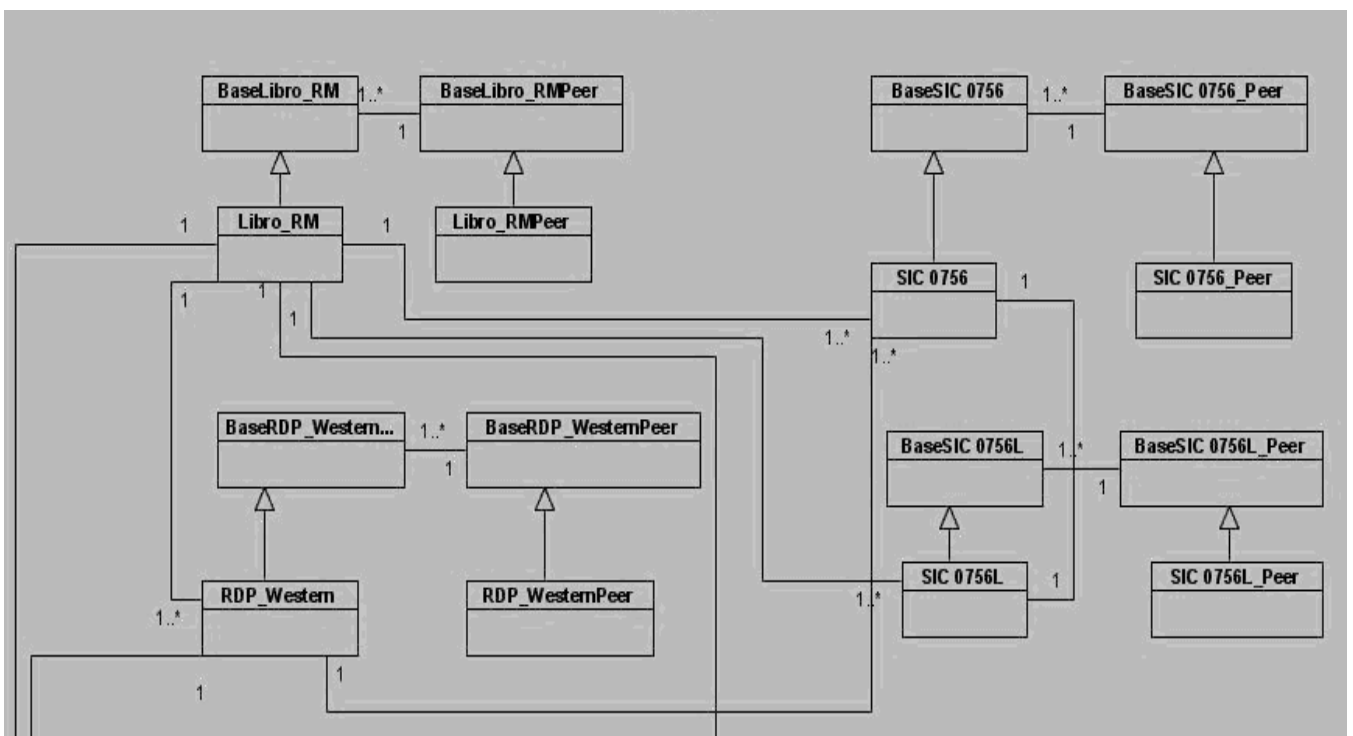 BaseLibro_RM
1..*
1
BaseLibro_RMPeer
BaseSIC 0756
1..*
1
BaseSIC 0756_Peer
1
Libro_RM
1
Libro_RMPeer
1
1
1
SIC 0756
1
SIC 0756_Peer
1..*
1..*
BaseRDP_Western...
1..*
1
BaseRDP_WesternPeer
BaseSIC 0756L
1..*
1
BaseSIC 0756L_Peer
RDP_Western
1..*
RDP_WesternPeer
SIC 0756L
1
1..*
SIC 0756L_Peer
1
1